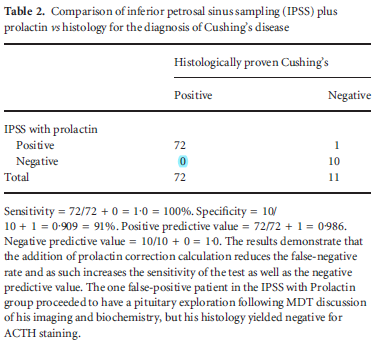 Table 2. Comparison of inferior petrosal sinus sampling (IPSS) plus
prolactin vs histology for the diagnosis of Cushing's disease
Histologically proven Cushing's
Positive Negative
IPSS with prolactin
Positive 72 1
Negative 0 10
Total 72 11
Sensitivity = 72/72 + 0 = 1·0 = 100%. Specificity = 10/
10 + 1 = 0·909 = 91%. Positive predictive value = 72/72 + 1 = 0·986.
Negative predictive value = 10/10 + 0 = 1·0. The results demonstrate that
the addition of prolactin correction calculation reduces the false-negative
rate and as such increases the sensitivity of the test as well as the negative
predictive value. The one false-positive patient in the IPSS with Prolactin
group proceeded to have a pituitary exploration following MDT discussion
of his imaging and biochemistry, but his histology yielded negative for
ACTH staining.